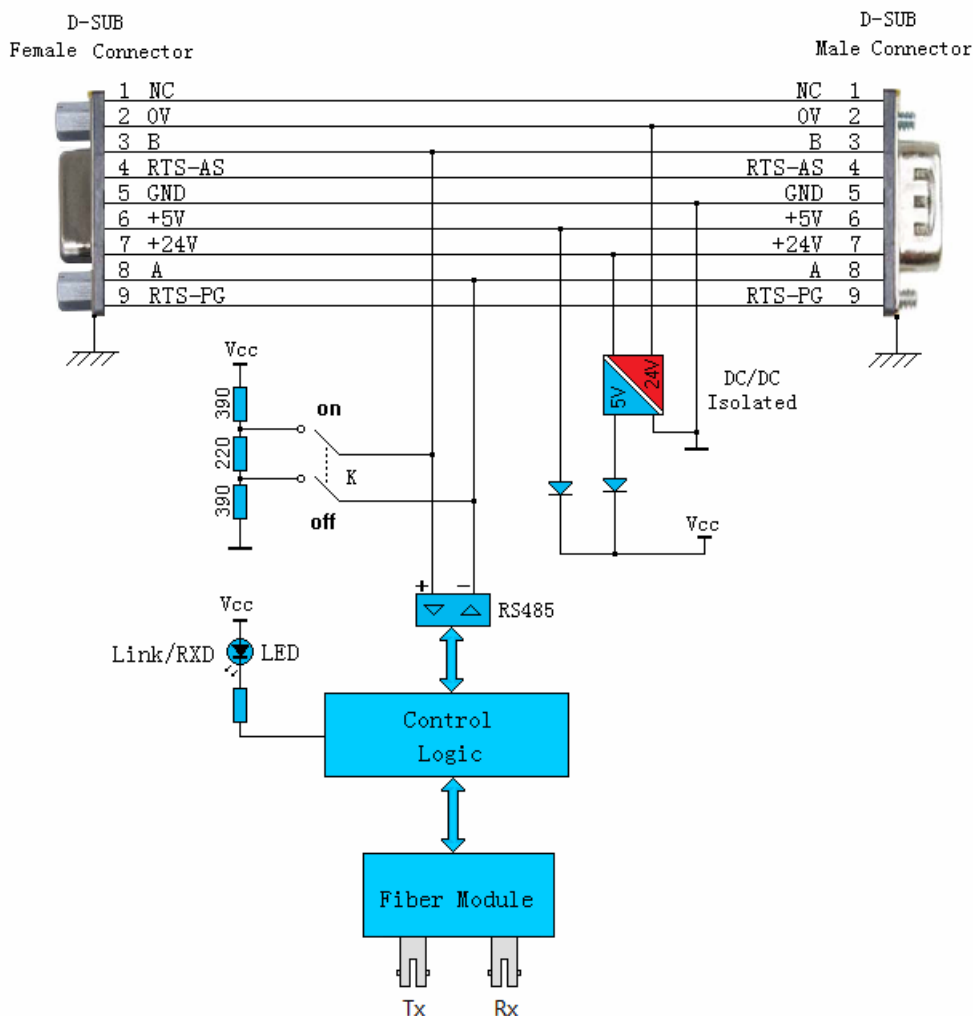 D-SUB
Female Connector
D-SUB
Male Connector
1 NC NC 1
2 0V 0V 2
3 B B 3
4 RTS-AS RTS-AS 4
5 GND GND 5
6 +5V +5V 6
7 +24V +24V 7
8 A A 8
9 RTS-PG RTS-PG 9
Vcc
390
220
390
on
K
off
5V
24V
DC/DC
Isolated
Vcc
+ −
RS485
Vcc
Link/RXD LED
Control
Logic
Fiber Module
Tx Rx